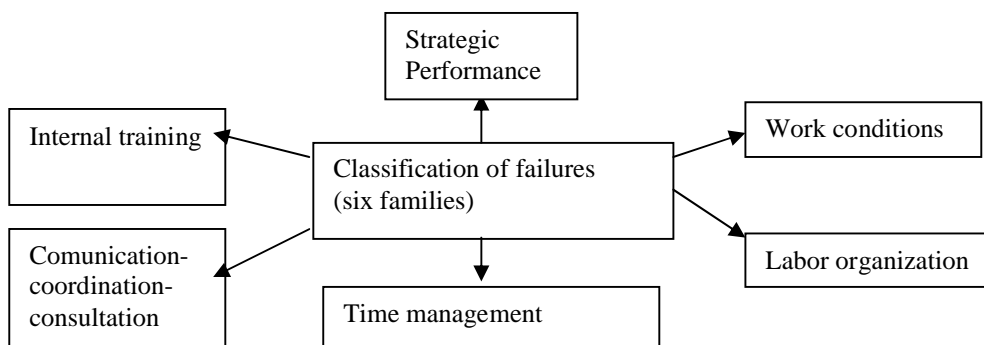 Strategic
Performance
Internal training
Work conditions
Classification of failures
(six families)
Comunication-
coordination-
consultation
Labor organization
Time management